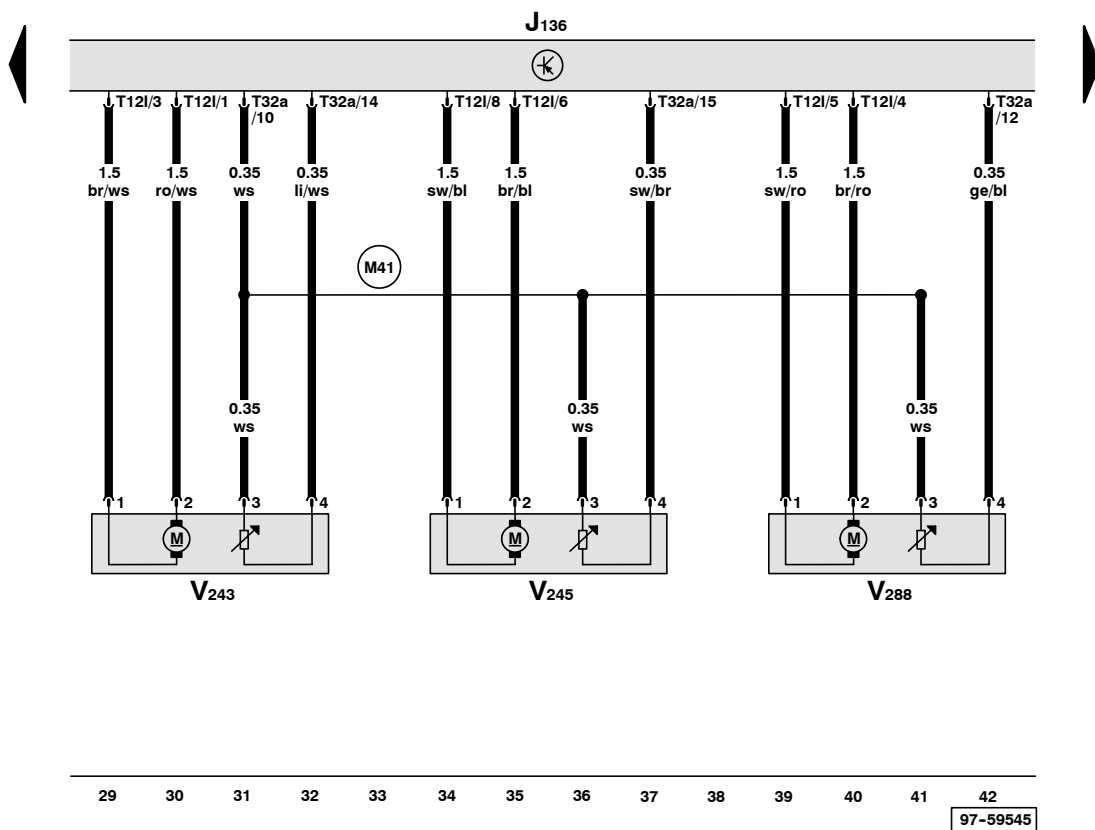 J136
T12l/3 T12l/1 T32a T32a/14 T12l/8 T12l/6 T32a/15 T12l/5 T12l/4 T32a
/10 /12
1.5 1.5 0.35 0.35 1.5 1.5 0.35 1.5 1.5 0.35
br/ws ro/ws ws li/ws sw/bl br/bl sw/br sw/ro br/ro ge/bl
M41
0.35 0.35 0.35
ws ws ws
1 2 3 4 1 2 3 4 1 2 3 4
M M M
V243 V245 V288
29 30 31 32 33 34 35 36 37 38 39 40 41 42
97-59545